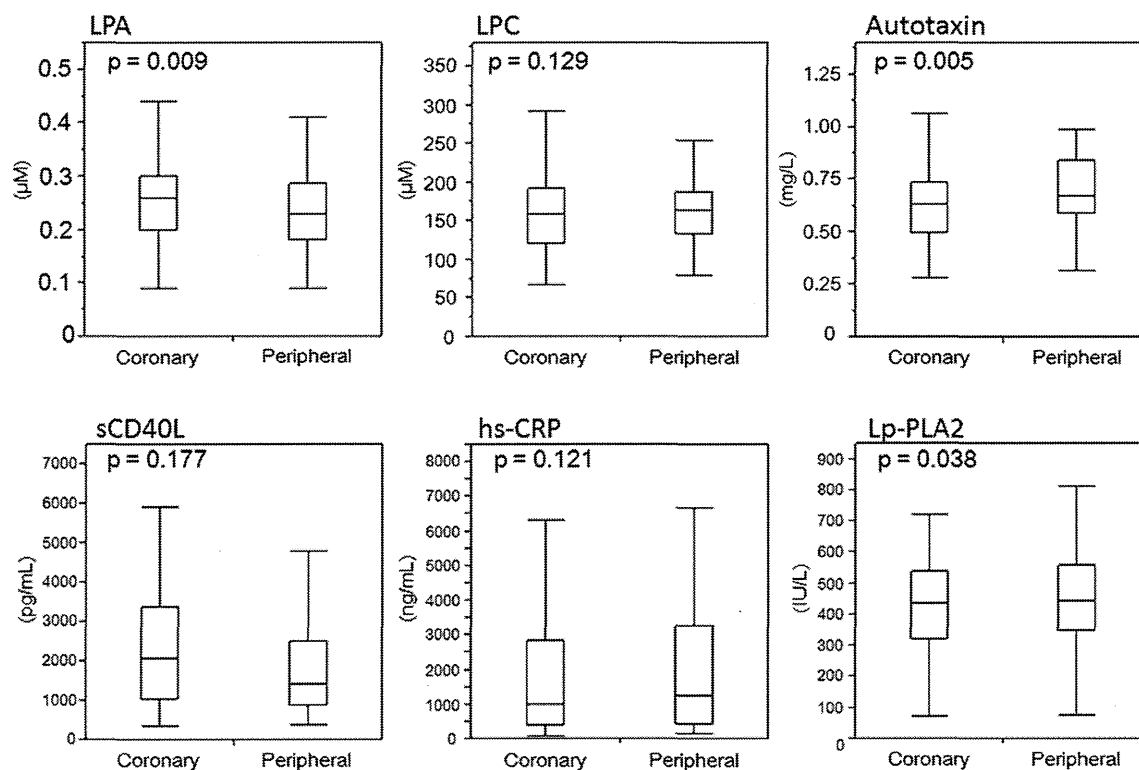 LPA
p = 0.009
0.5
0.4
0.3
0.2
0.1
0
(µM)
Coronary Peripheral
LPC
p = 0.129
350
300
250
200
150
100
50
0
(µM)
Coronary Peripheral
Autotaxin
p = 0.005
1.25
1.00
0.75
0.50
0.25
0
(mg/L)
Coronary Peripheral
sCD40L
p = 0.177
7000
6000
5000
4000
3000
2000
1000
0
(pg/mL)
Coronary Peripheral
hs-CRP
p = 0.121
8000
7000
6000
5000
4000
3000
2000
1000
0
(ng/mL)
Coronary Peripheral
Lp-PLA2
p = 0.038
900
800
700
600
500
400
300
200
100
0
(IU/L)
Coronary Peripheral